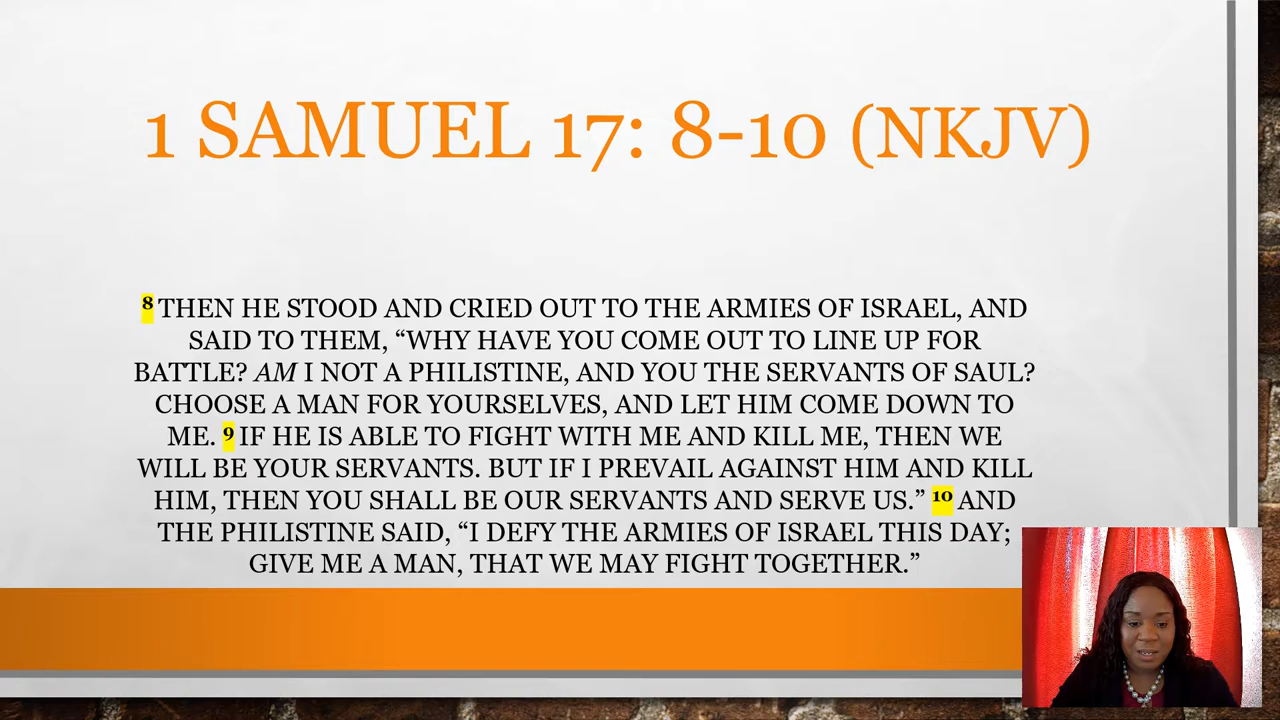 1 SAMUEL 17: 8-10 (NKJV)
8 THEN HE STOOD AND CRIED OUT TO THE ARMIES OF ISRAEL, AND
SAID TO THEM, “WHY HAVE YOU COME OUT TO LINE UP FOR
BATTLE? AM I NOT A PHILISTINE, AND YOU THE SERVANTS OF SAUL?
CHOOSE A MAN FOR YOURSELVES, AND LET HIM COME DOWN TO
ME. 9 IF HE IS ABLE TO FIGHT WITH ME AND KILL ME, THEN WE
WILL BE YOUR SERVANTS. BUT IF I PREVAIL AGAINST HIM AND KILL
HIM, THEN YOU SHALL BE OUR SERVANTS AND SERVE US.” 10 AND
THE PHILISTINE SAID, “I DEFY THE ARMIES OF ISRAEL THIS DAY;
GIVE ME A MAN, THAT WE MAY FIGHT TOGETHER.”